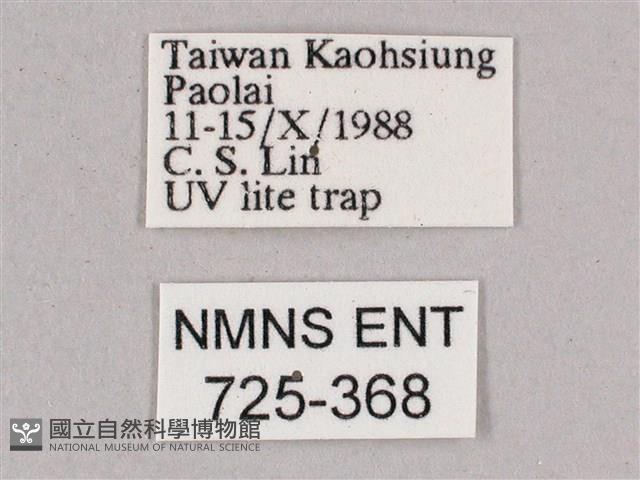 Taiwan Kaohsiung
Paolai
11-15/X/1988
C. S. Lin
UV lite trap
NMNS ENT
725-368
國立自然科學博物館
NATIONAL MUSEUM OF NATURAL SCIENCE